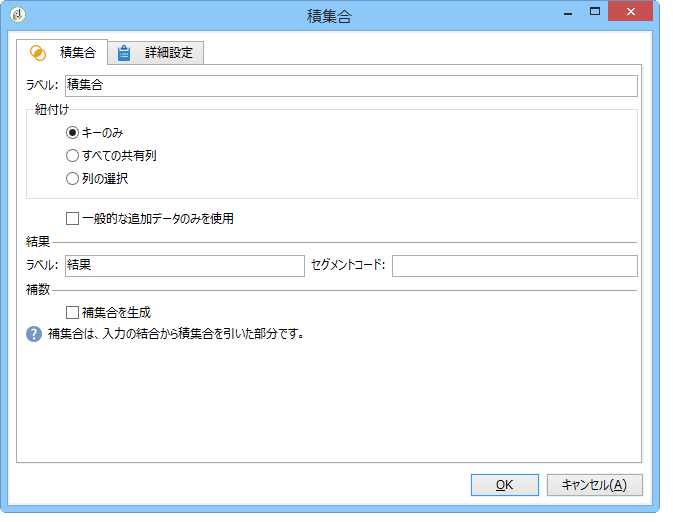 積集合
積集合
詳細設定
ラベル: 積集合
紐付け
キーのみ
すべての共有列
列の選択
一般的な追加データのみを使用
結果
ラベル: 結果 セグメントコード:
補数
補集合を生成
? 補集合は、入力の結合から積集合を引いた部分です。
OK キャンセル(A)